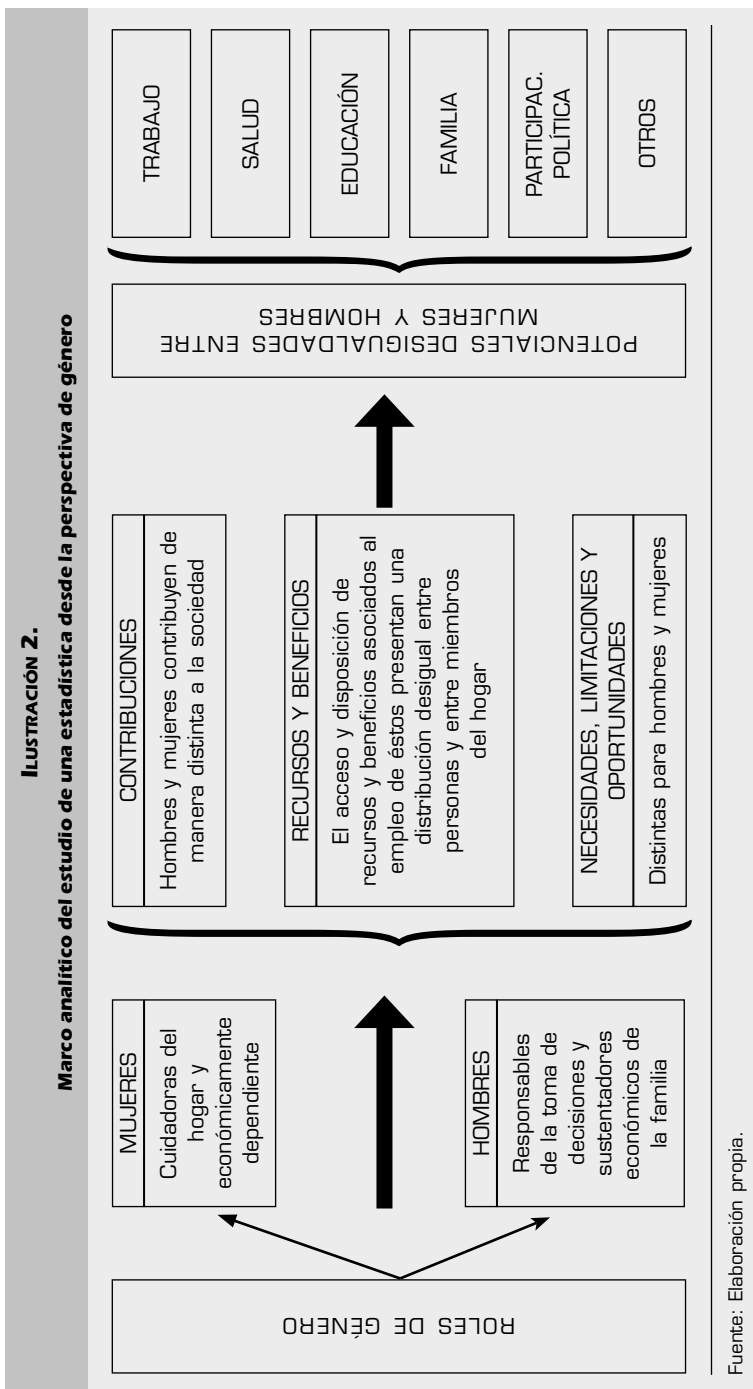 ILUSTRACIÓN 2.
Marco analítico del estudio de una estadística desde la perspectiva de género
ROLES DE GÉNERO
MUJERES
Cuidadoras del
hogar y
económicamente
dependiente
HOMBRES
Responsables
de la toma de
decisiones y
sustentadores
económicos de
la familia
CONTRIBUCIONES
Hombres y mujeres contribuyen de
manera distinta a la sociedad
RECURSOS Y BENEFICIOS
El acceso y disposición de
recursos y beneficios asociados al
empleo de éstos presentan una
distribución desigual entre
personas y entre miembros
del hogar
NECESIDADES, LIMITACIONES Y
OPORTUNIDADES
Distintas para hombres y mujeres
POTENCIALES DESIGUALDADES ENTRE
MUJERES Y HOMBRES
TRABAJO
SALUD
EDUCACIÓN
FAMILIA
PARTICIPAC.
POLÍTICA
OTROS
Fuente: Elaboración propia.